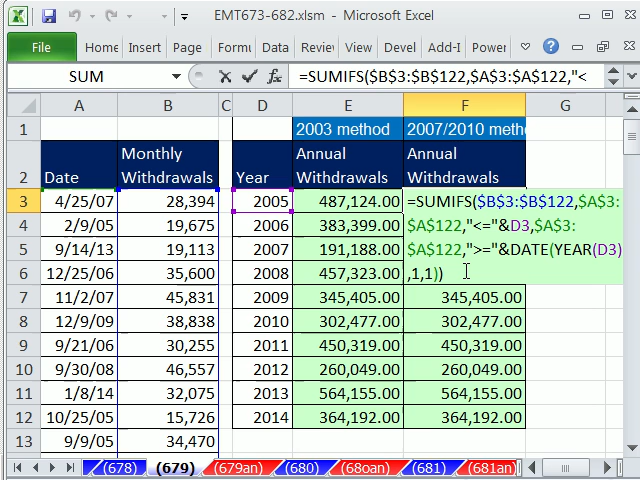 EMT673-682.xlsm - Microsoft Excel
File Home Insert Page Formu Data Reviev View Devel Add-I Power
SUM =SUMIFS($B$3:$B$122,$A$3:$A$122,"<
A B C D E F G
1 2003 method 2007/2010 meth
Monthly Annual Annual
2 Date Withdrawals Year Withdrawals Withdrawals
3 4/25/07 28,394 2005 487,124.00 =SUMIFS($B$3:$B$122,$A$3:
4 2/9/05 19,675 2006 383,399.00 $A$122,"<="&D3,$A$3:
5 9/14/13 19,113 2007 191,188.00 $A$122,">="&DATE(YEAR(D3)
6 12/25/06 35,600 2008 457,323.00 ,1,1))
7 11/2/07 45,831 2009 345,405.00 345,405.00
8 12/9/09 38,838 2010 302,477.00 302,477.00
9 9/21/06 30,255 2011 450,319.00 450,319.00
10 9/30/08 46,557 2012 260,049.00 260,049.00
11 1/8/14 32,075 2013 564,155.00 564,155.00
12 10/25/05 15,726 2014 364,192.00 364,192.00
13 9/9/05 34,470
(678) (679) (679an) (680) (68oan) (681) (681an)